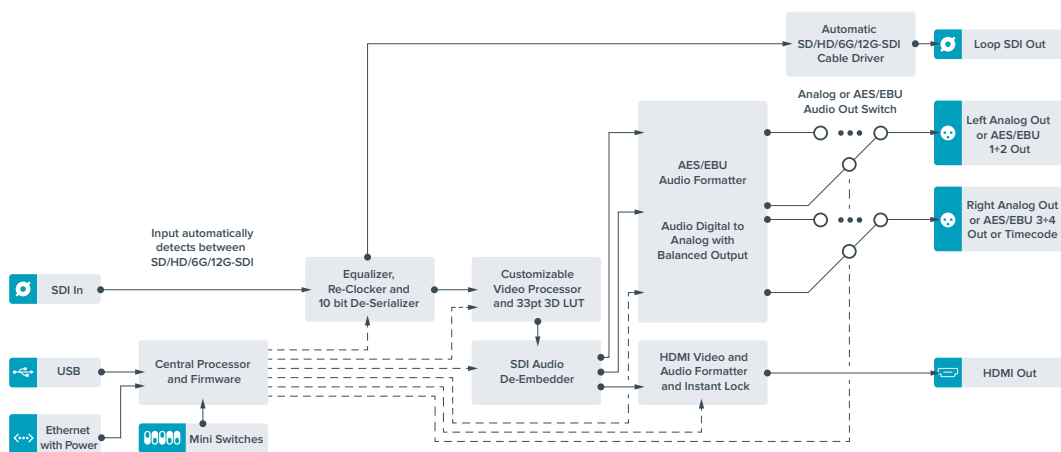 Automatic
SD/HD/6G/12G-SDI
Cable Driver
Loop SDI Out
Analog or AES/EBU
Audio Out Switch
Left Analog Out
or AES/EBU
1+2 Out
AES/EBU
Audio Formatter
Right Analog Out
or AES/EBU 3+4
Out or Timecode
Audio Digital to
Analog with
Balanced Output
Input automatically
detects between
SD/HD/6G/12G-SDI
SDI In
Equalizer,
Re-Clocker and
10 bit De-Serializer
Customizable
Video Processor
and 33pt 3D LUT
USB
Central Processor
and Firmware
SDI Audio
De-Embedder
HDMI Video and
Audio Formatter
and Instant Lock
HDMI Out
Ethernet
with Power
Mini Switches